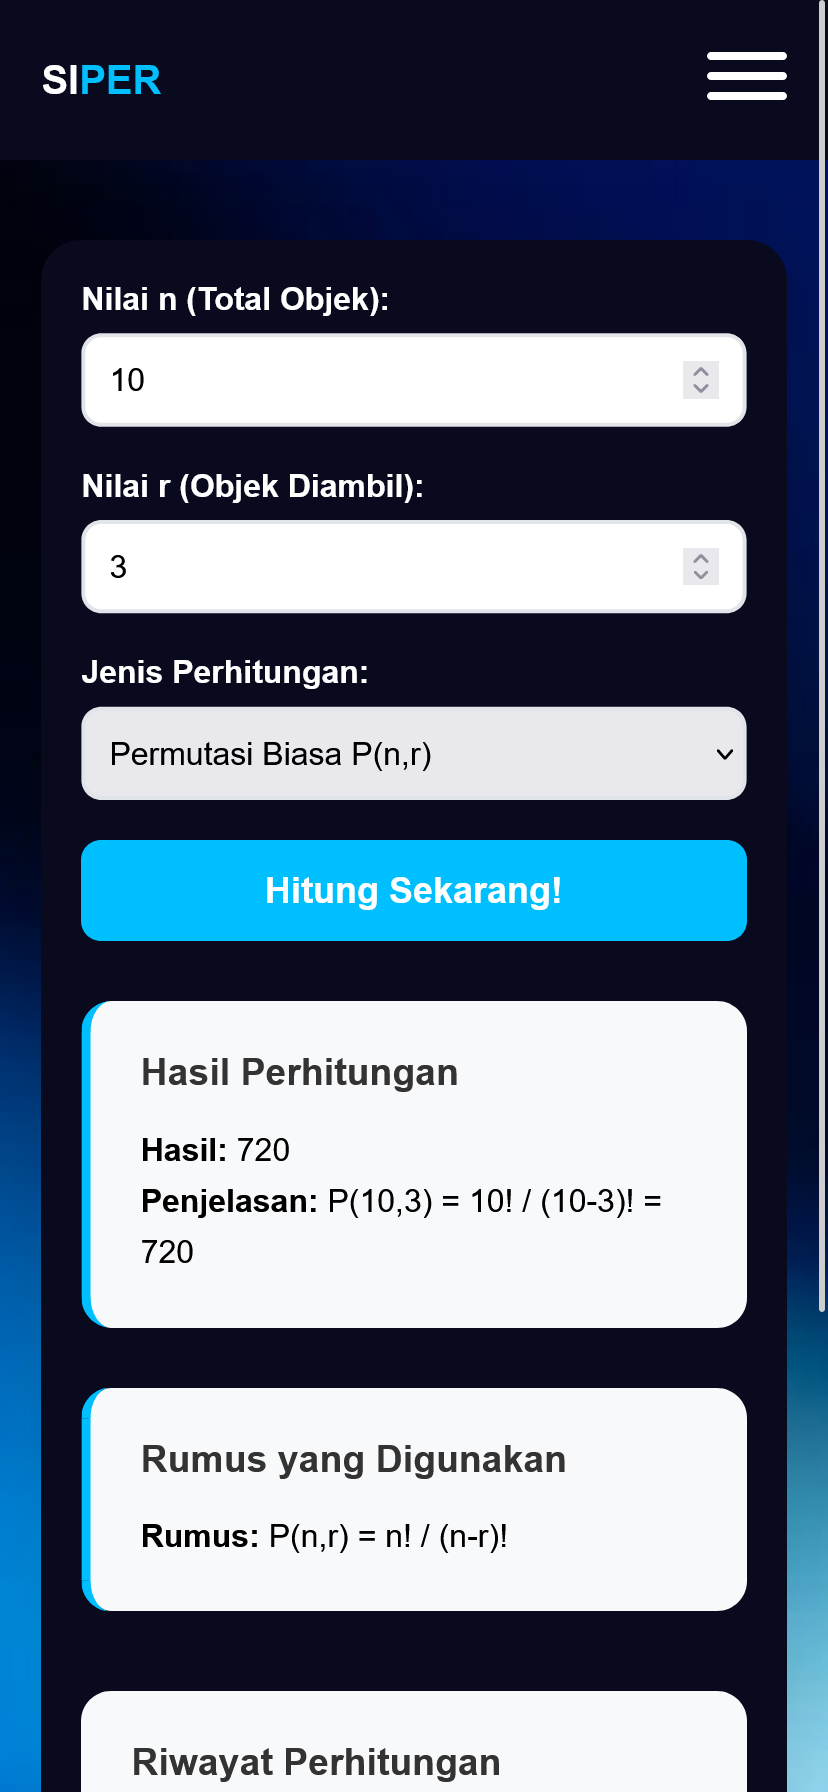 SIPER
Nilai n (Total Objek):
10
Nilai r (Objek Diambil):
3
Jenis Perhitungan:
Permutasi Biasa P(n,r)
Hitung Sekarang!
Hasil Perhitungan
Hasil: 720
Penjelasan: P(10,3) = 10! / (10-3)! =
720
Rumus yang Digunakan
Rumus: P(n,r) = n! / (n-r)!
Riwayat Perhitungan